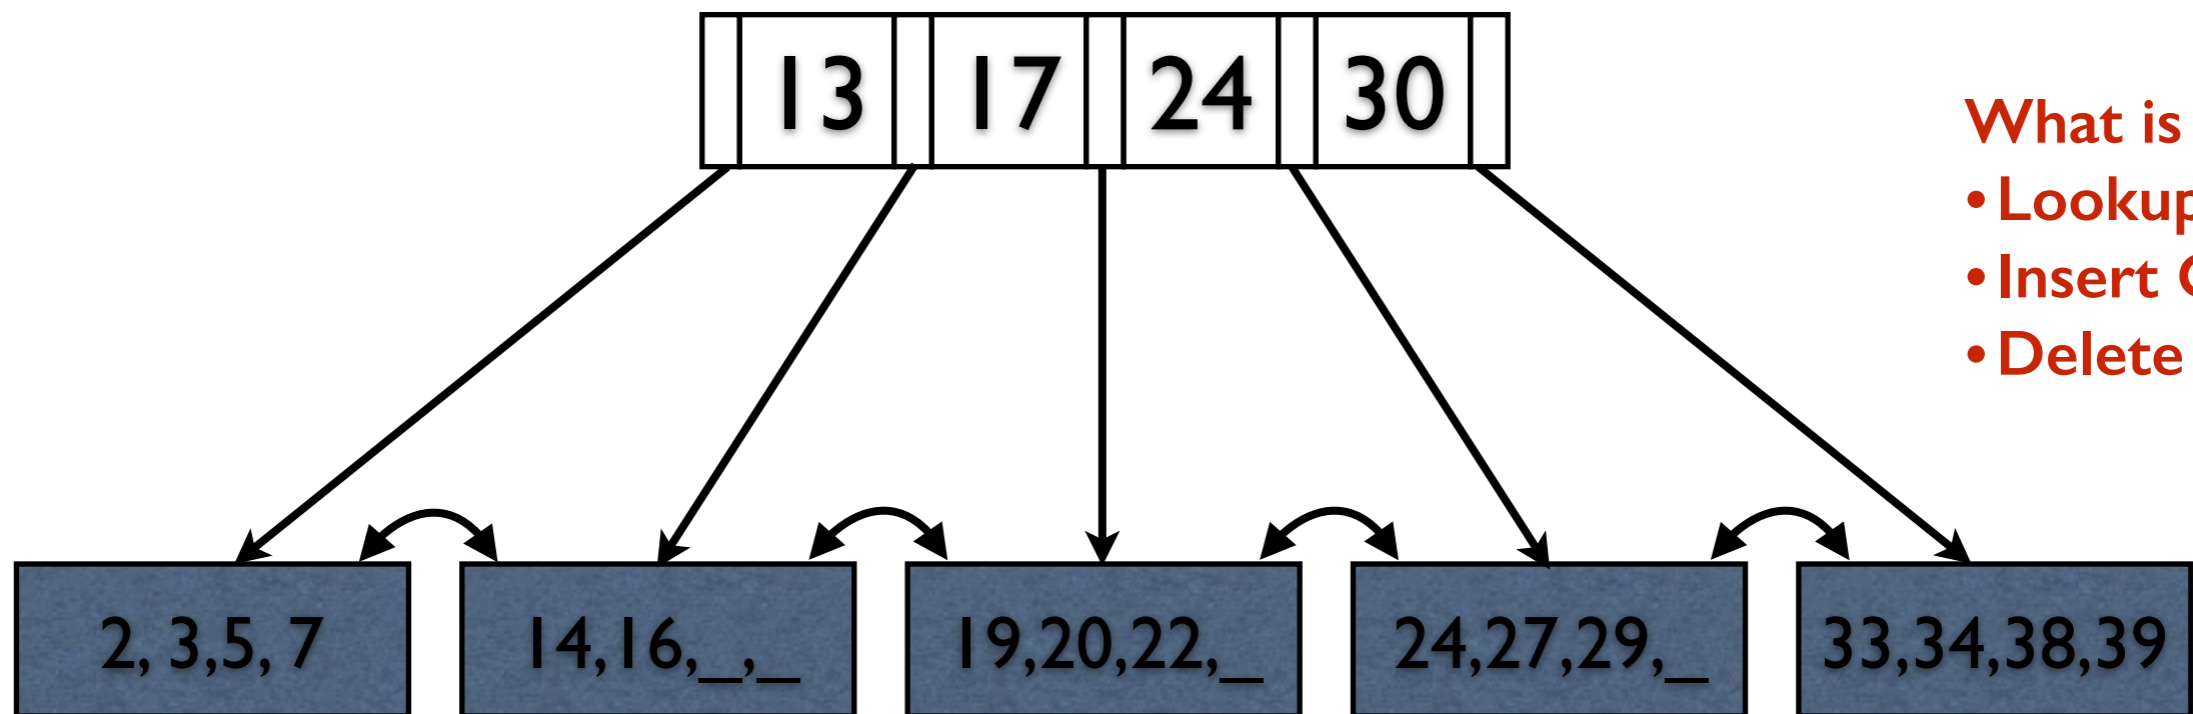 13 17 24 30
What is
• Lookup
• Insert
• Delete
2, 3,5, 7 14,16,_,_ 19,20,22,_ 24,27,29,_ 33,34,38,39